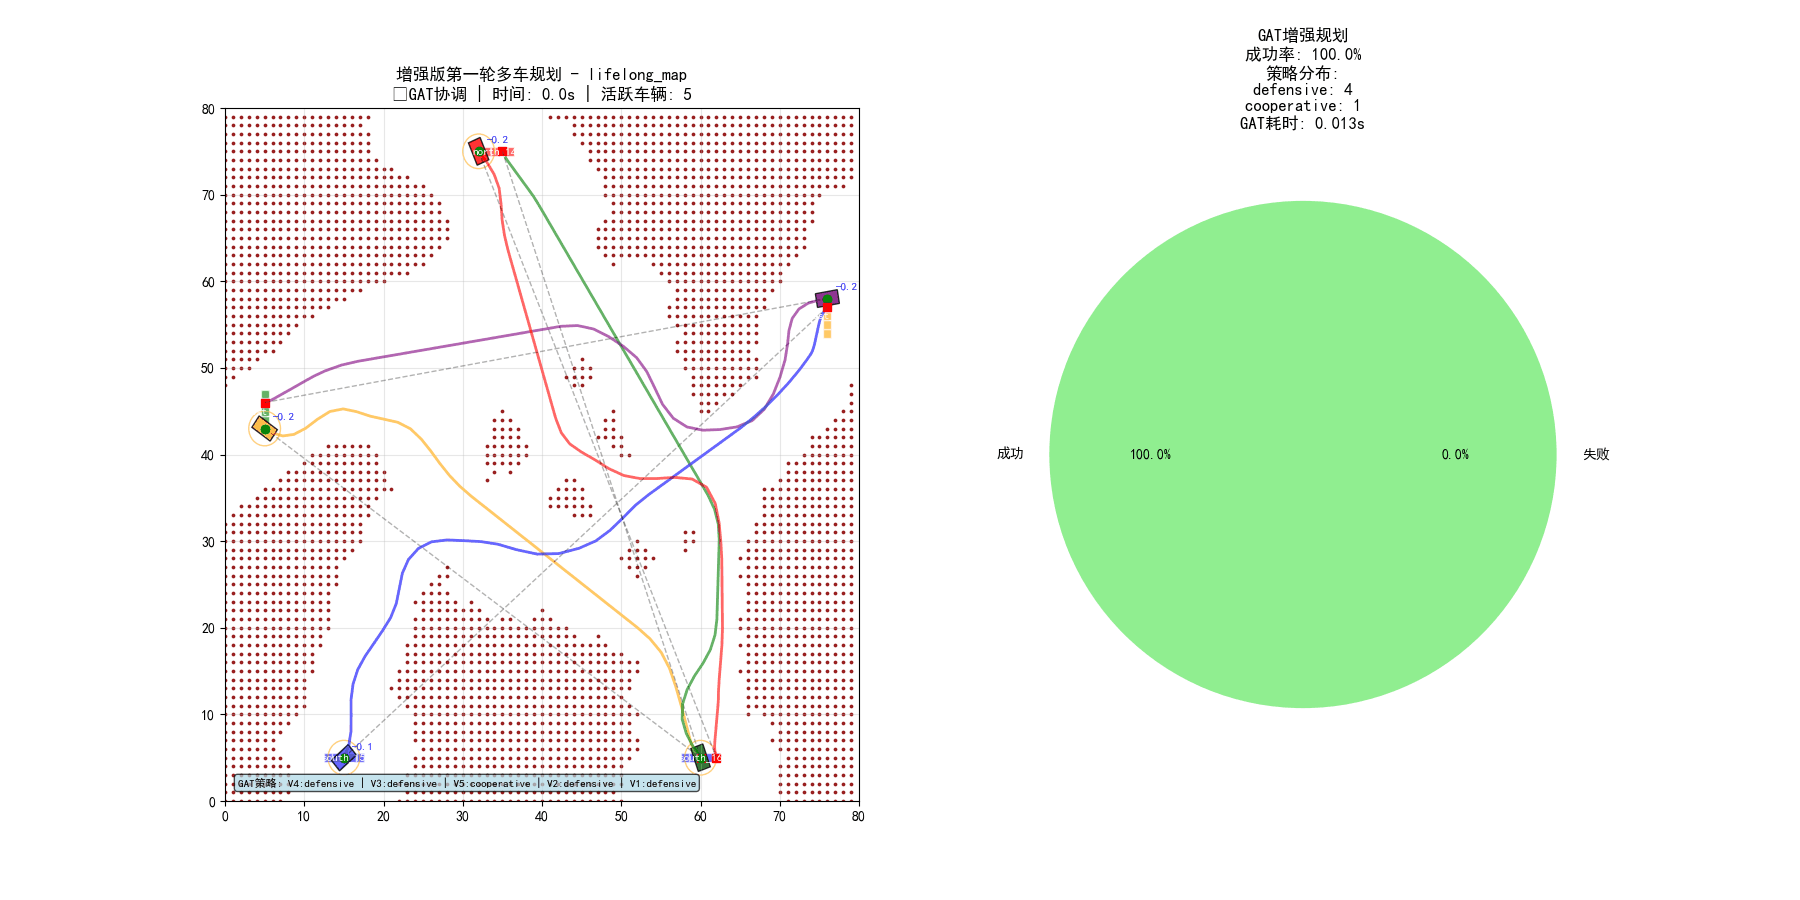 增强版第一轮多车规划 - lifelong_map
□GAT协调 | 时间: 0.0s | 活跃车辆: 5
80
70
60
50
40
30
20
10
0
0
10
20
30
40
50
60
70
80
-0.2
-0.2
-0.2
-0.1
GAT策略: V4:defensive | V3:defensive | V5:cooperative | V2:defensive | V1:defensive
GAT增强规划
成功率: 100.0%
策略分布:
defensive: 4
cooperative: 1
GAT耗时: 0.013s
成功
100.0%
0.0%
失败